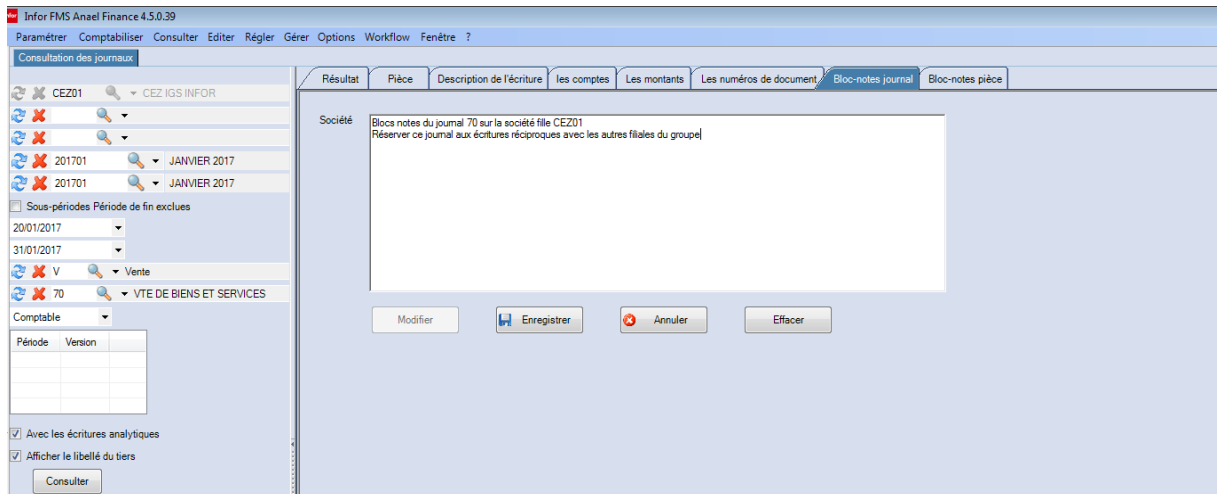 Infor FMS Anael Finance 4.5.0.39
Paramétrer Comptabiliser Consulter Editer Régler Gérer Options Workflow Fenêtre ?
Consultation des journaux
CEZ01 CEZ IGS INFOR
201701 JANVIER 2017
201701 JANVIER 2017
Sous-périodes Période de fin exclues
20/01/2017
31/01/2017
V Vente
70 VTE DE BIENS ET SERVICES
Comptable
Période Version
Avec les écritures analytiques
Afficher le libellé du tiers
Consulter
Résultat Pièce Description de l'écriture les comptes Les montants Les numéros de document Bloc-notes journal Bloc-notes pièce
Société
Blocs notes du journal 70 sur la société fille CEZ01
Réserver ce journal aux écritures réciproques avec les autres filiales du groupe
Modifier Enregistrer Annuler Effacer